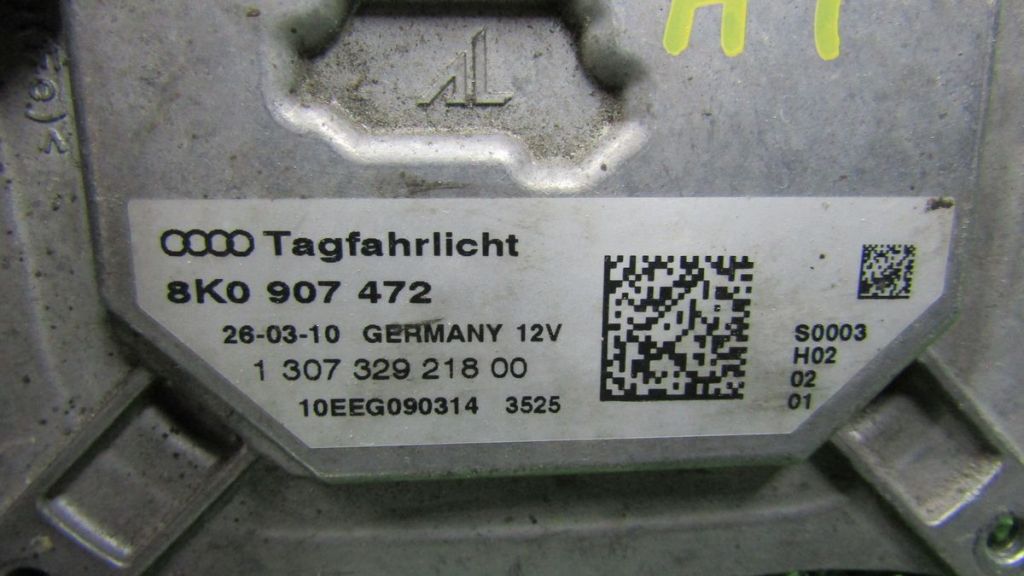 AL
Tagfahrlicht
8K0 907 472
26-03-10 GERMANY 12V
1 307 329 218 00
10EEG090314 3525
S0003
H02
02
01